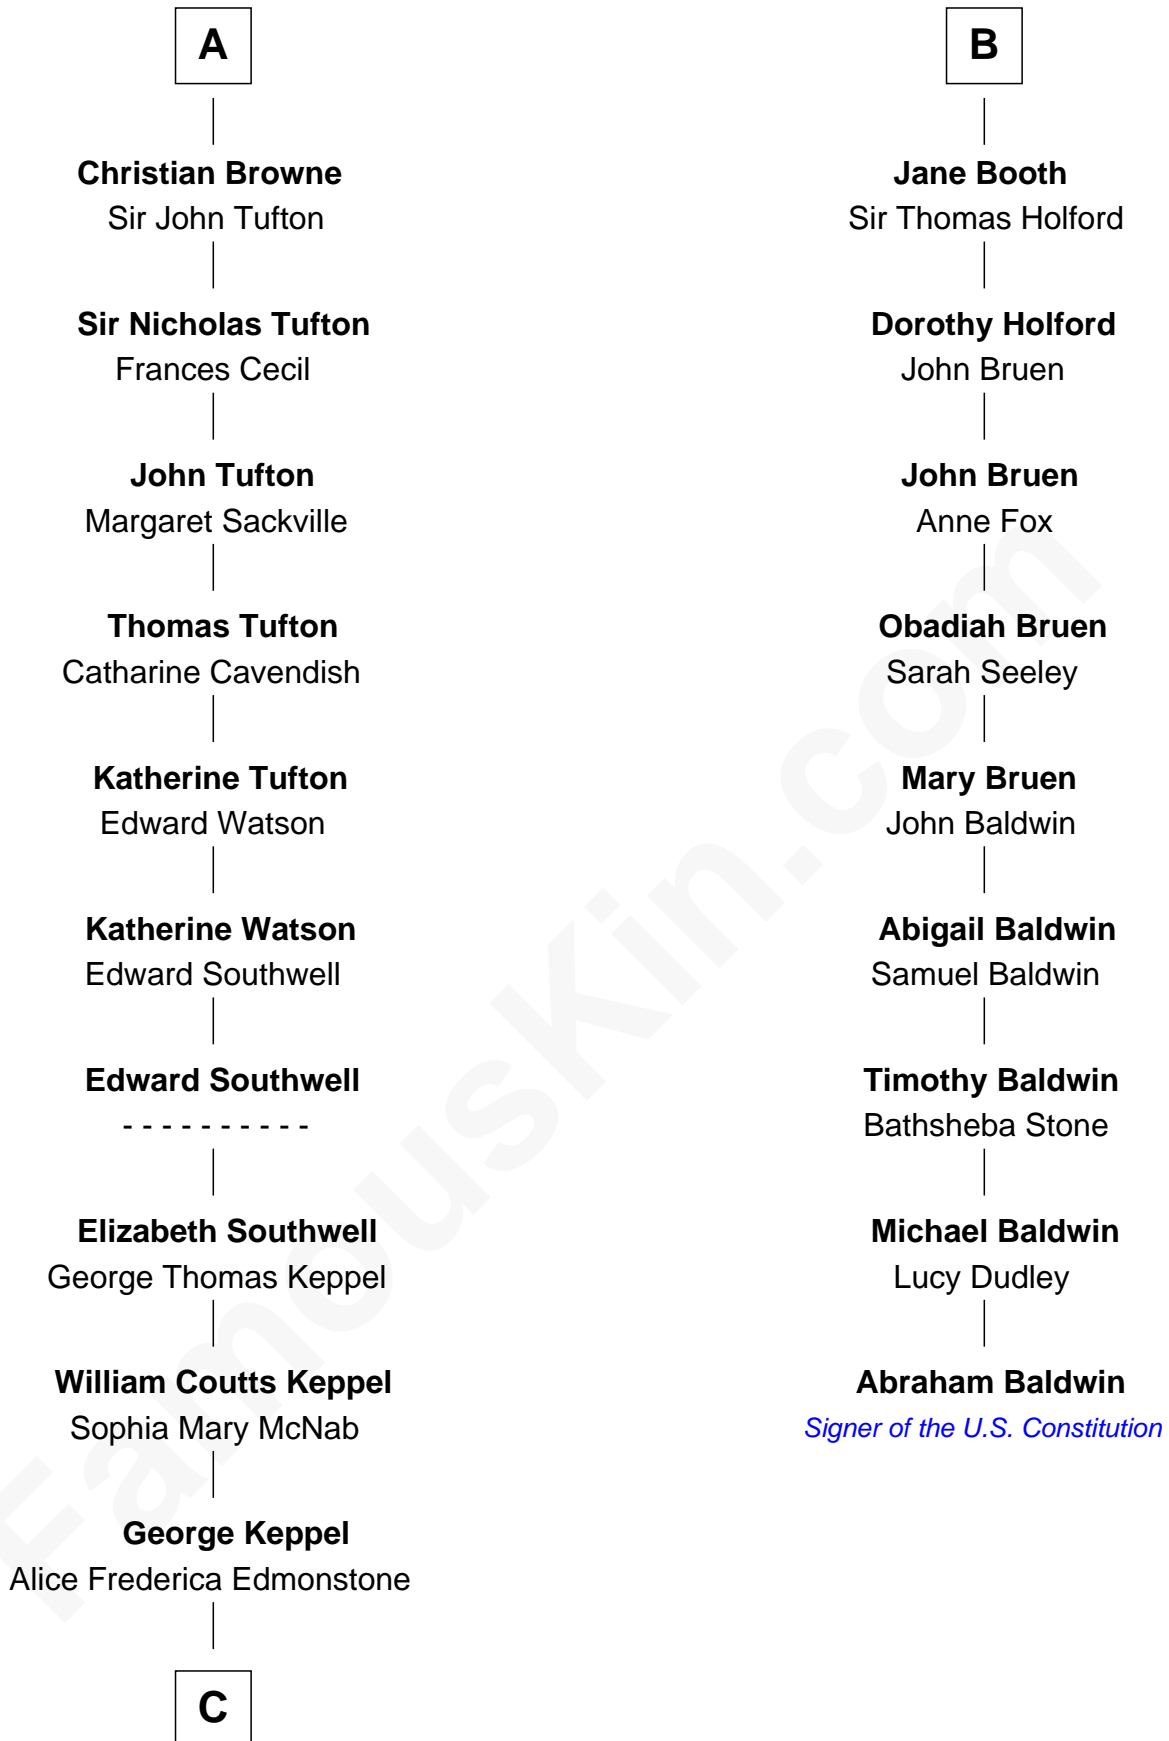 A
Christian Browne
Sir John Tufton
Sir Nicholas Tufton
Frances Cecil
John Tufton
Margaret Sackville
Thomas Tufton
Catharine Cavendish
Katherine Tufton
Edward Watson
Katherine Watson
Edward Southwell
Edward Southwell
- - - - - - - - - -
Elizabeth Southwell
George Thomas Keppel
William Coutts Keppel
Sophia Mary McNab
George Keppel
Alice Frederica Edmonstone
C
B
Jane Booth
Sir Thomas Holford
Dorothy Holford
John Bruen
John Bruen
Anne Fox
Obadiah Bruen
Sarah Seeley
Mary Bruen
John Baldwin
Abigail Baldwin
Samuel Baldwin
Timothy Baldwin
Bathsheba Stone
Michael Baldwin
Lucy Dudley
Abraham Baldwin
Signer of the U.S. Constitution
FamousKin.com